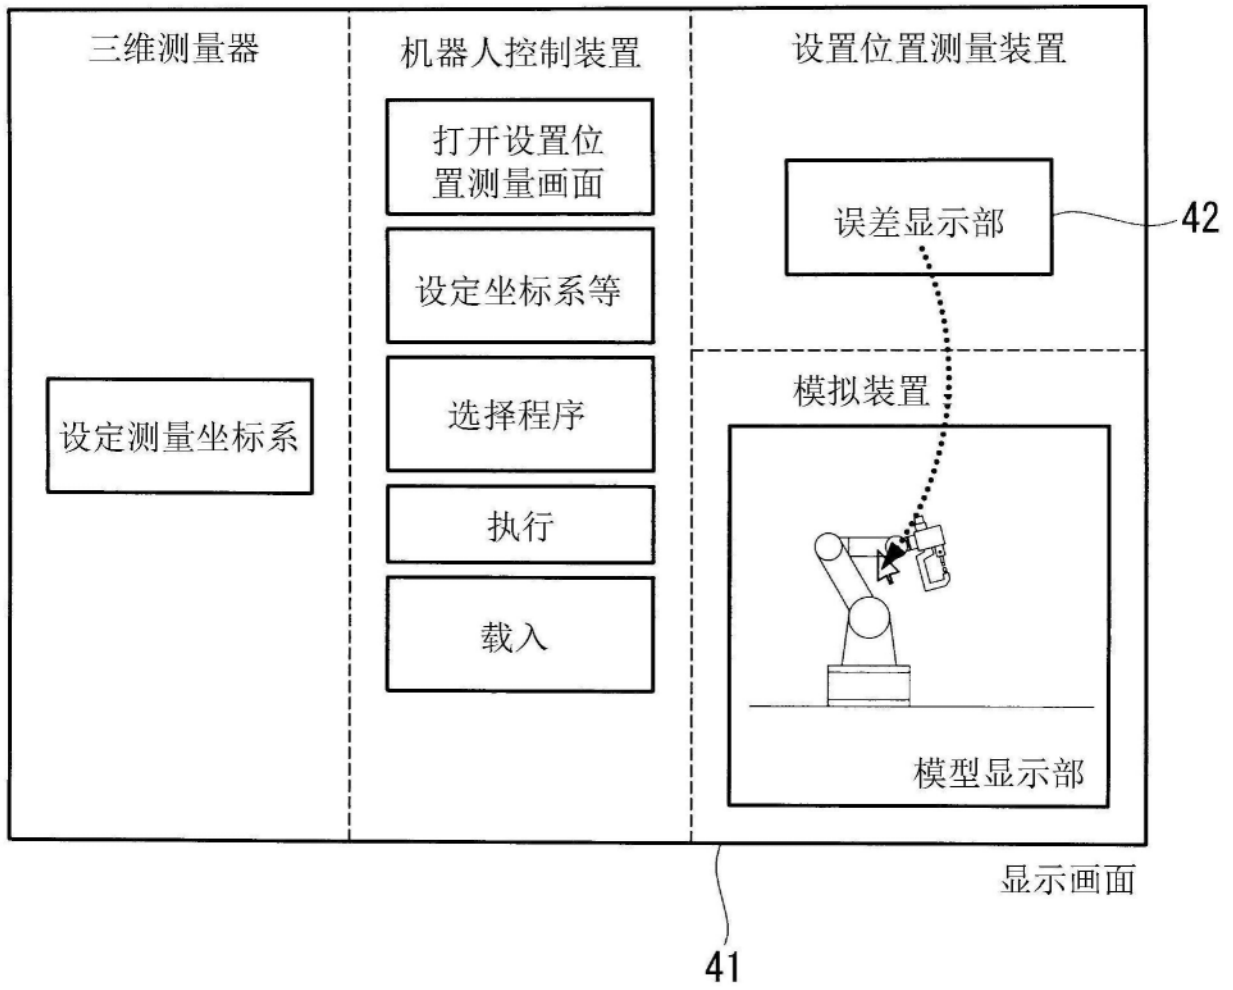 三维测量器
设定测量坐标系
机器人控制装置
打开设置位
置测量画面
设定坐标系等
选择程序
执行
载入
设置位置测量装置
误差显示部
42
模拟装置
模型显示部
显示画面
41